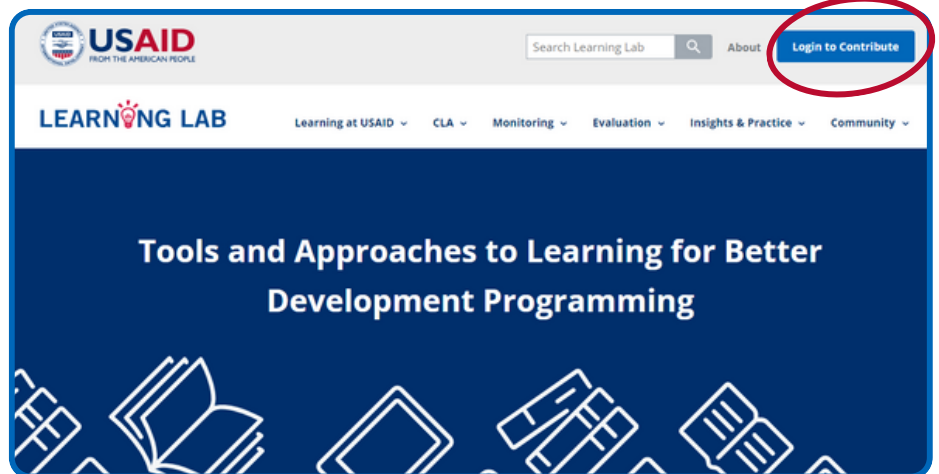 USAID
FROM THE AMERICAN PEOPLE
Search Learning Lab
About
Login to Contribute
LEARNING LAB
Learning at USAID
CLA
Monitoring
Evaluation
Insights & Practice
Community
Tools and Approaches to Learning for Better
Development Programming